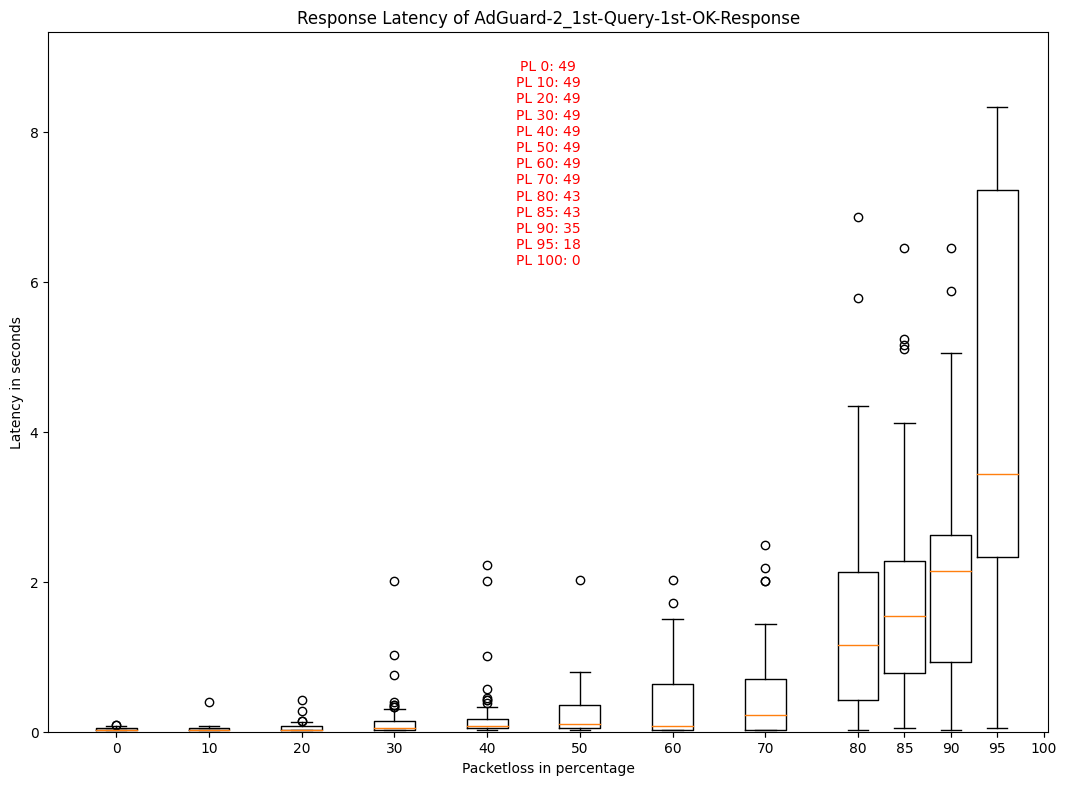 Response Latency of AdGuard-2_1st-Query-1st-OK-Response
PL 0: 49
PL 10: 49
PL 20: 49
PL 30: 49
PL 40: 49
PL 50: 49
PL 60: 49
PL 70: 49
PL 80: 43
PL 85: 43
PL 90: 35
PL 95: 18
PL 100: 0
Latency in seconds
8
6
4
2
0
0 10 20 30 40 50 60 70 80 85 90 95 100
Packetloss in percentage